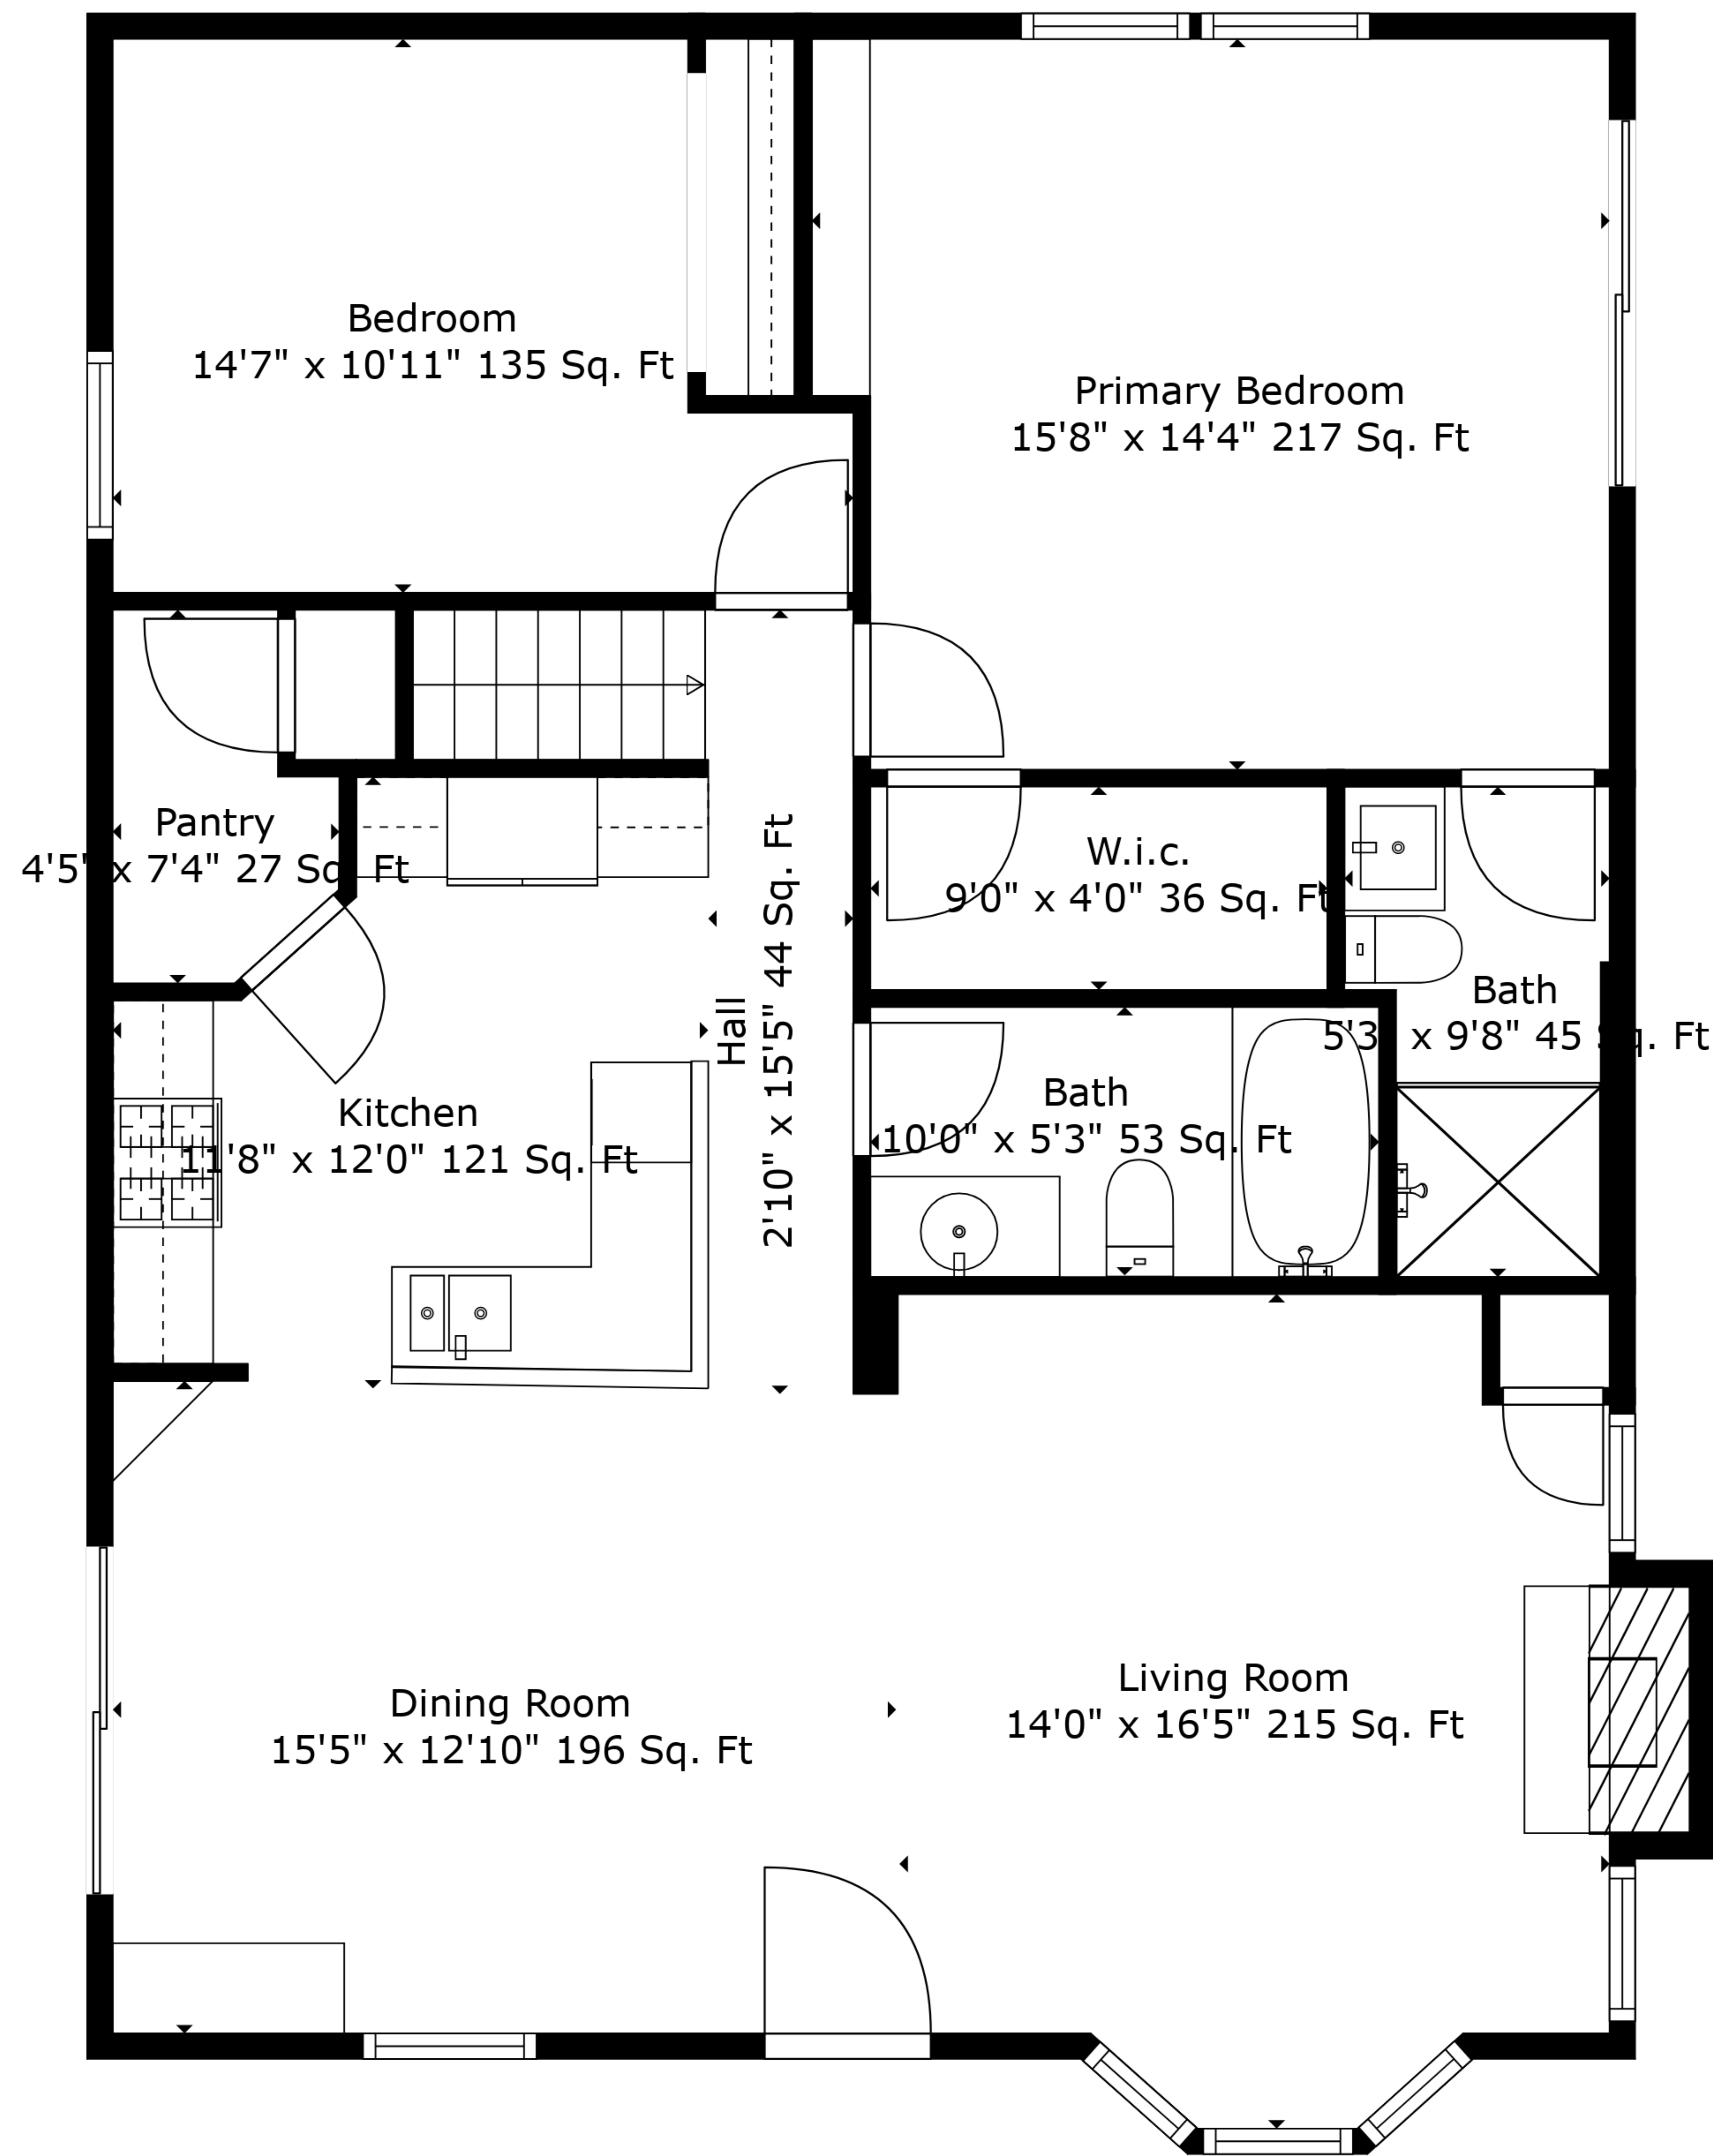 Bedroom
14'7" x 10'11" 135 Sq. Ft
Primary Bedroom
15'8" x 14'4" 217 Sq. Ft
Pantry
4'5" x 7'4" 27 Sq. Ft
W.i.c.
9'0" x 4'0" 36 Sq. Ft
Hall
2'10" x 15'5" 44 Sq. Ft
Bath
5'3" x 9'8" 45 Sq. Ft
Bath
10'0" x 5'3" 53 Sq. Ft
Kitchen
11'8" x 12'0" 121 Sq. Ft
Living Room
14'0" x 16'5" 215 Sq. Ft
Dining Room
15'5" x 12'10" 196 Sq. Ft